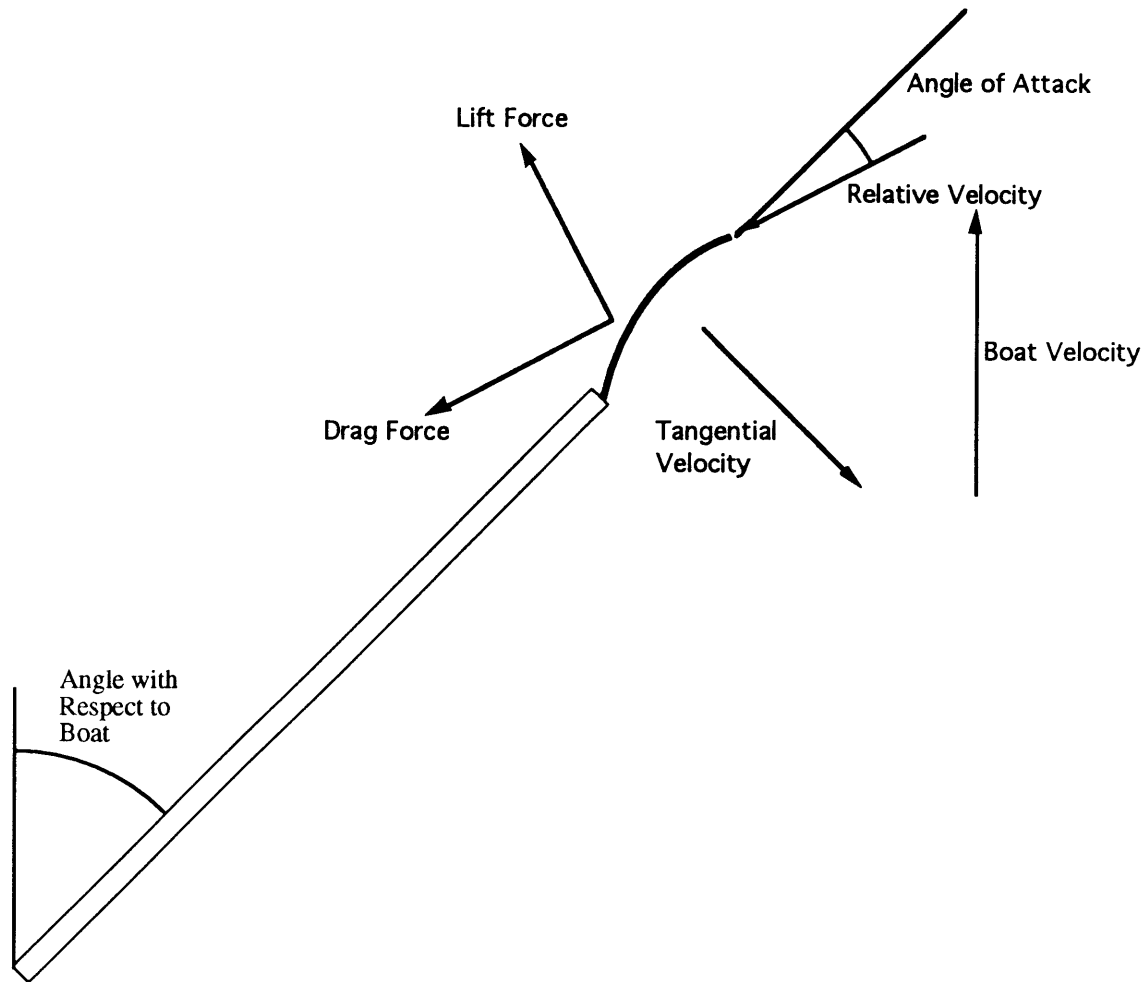 Angle of Attack
Lift Force
Relative Velocity
Boat Velocity
Drag Force
Tangential
Velocity
Angle with
Respect to
Boat